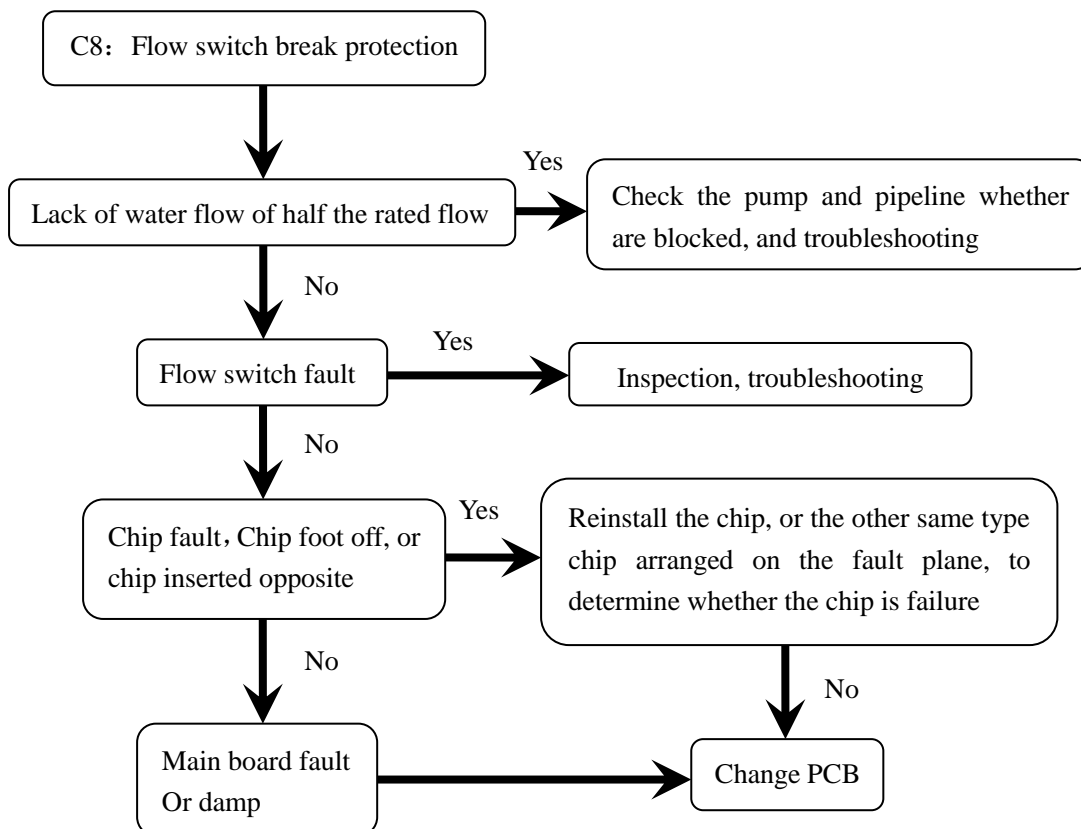 C8：Flow switch break protection
Yes
Lack of water flow of half the rated flow
Check the pump and pipeline whether
are blocked, and troubleshooting
No
Yes
Flow switch fault
Inspection, troubleshooting
No
Yes
Chip fault，Chip foot off, or
chip inserted opposite
Reinstall the chip, or the other same type
chip arranged on the fault plane, to
determine whether the chip is failure
No
No
Main board fault
Or damp
Change PCB